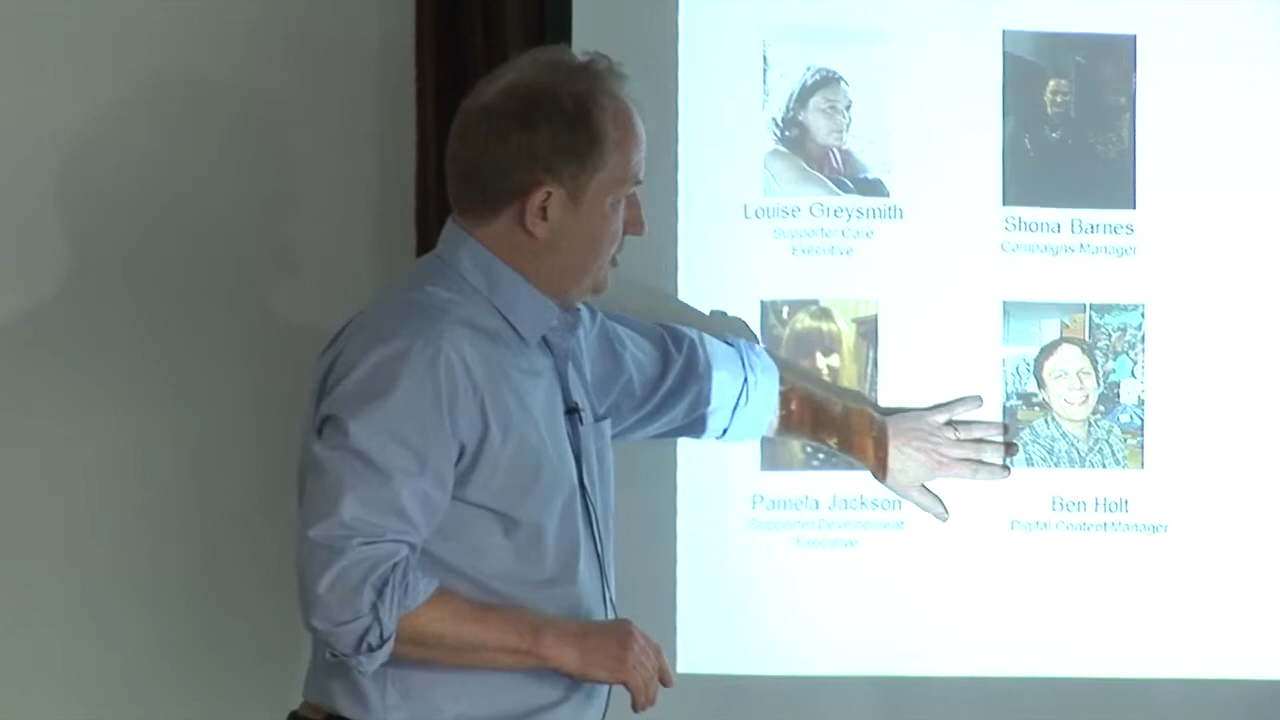 Louise Greysmith
Supporter Care
Executive
Shona Barnes
Campaigns Manager
Pamela Jackson
Supporter Development
Executive
Ben Holt
Digital Content Manager